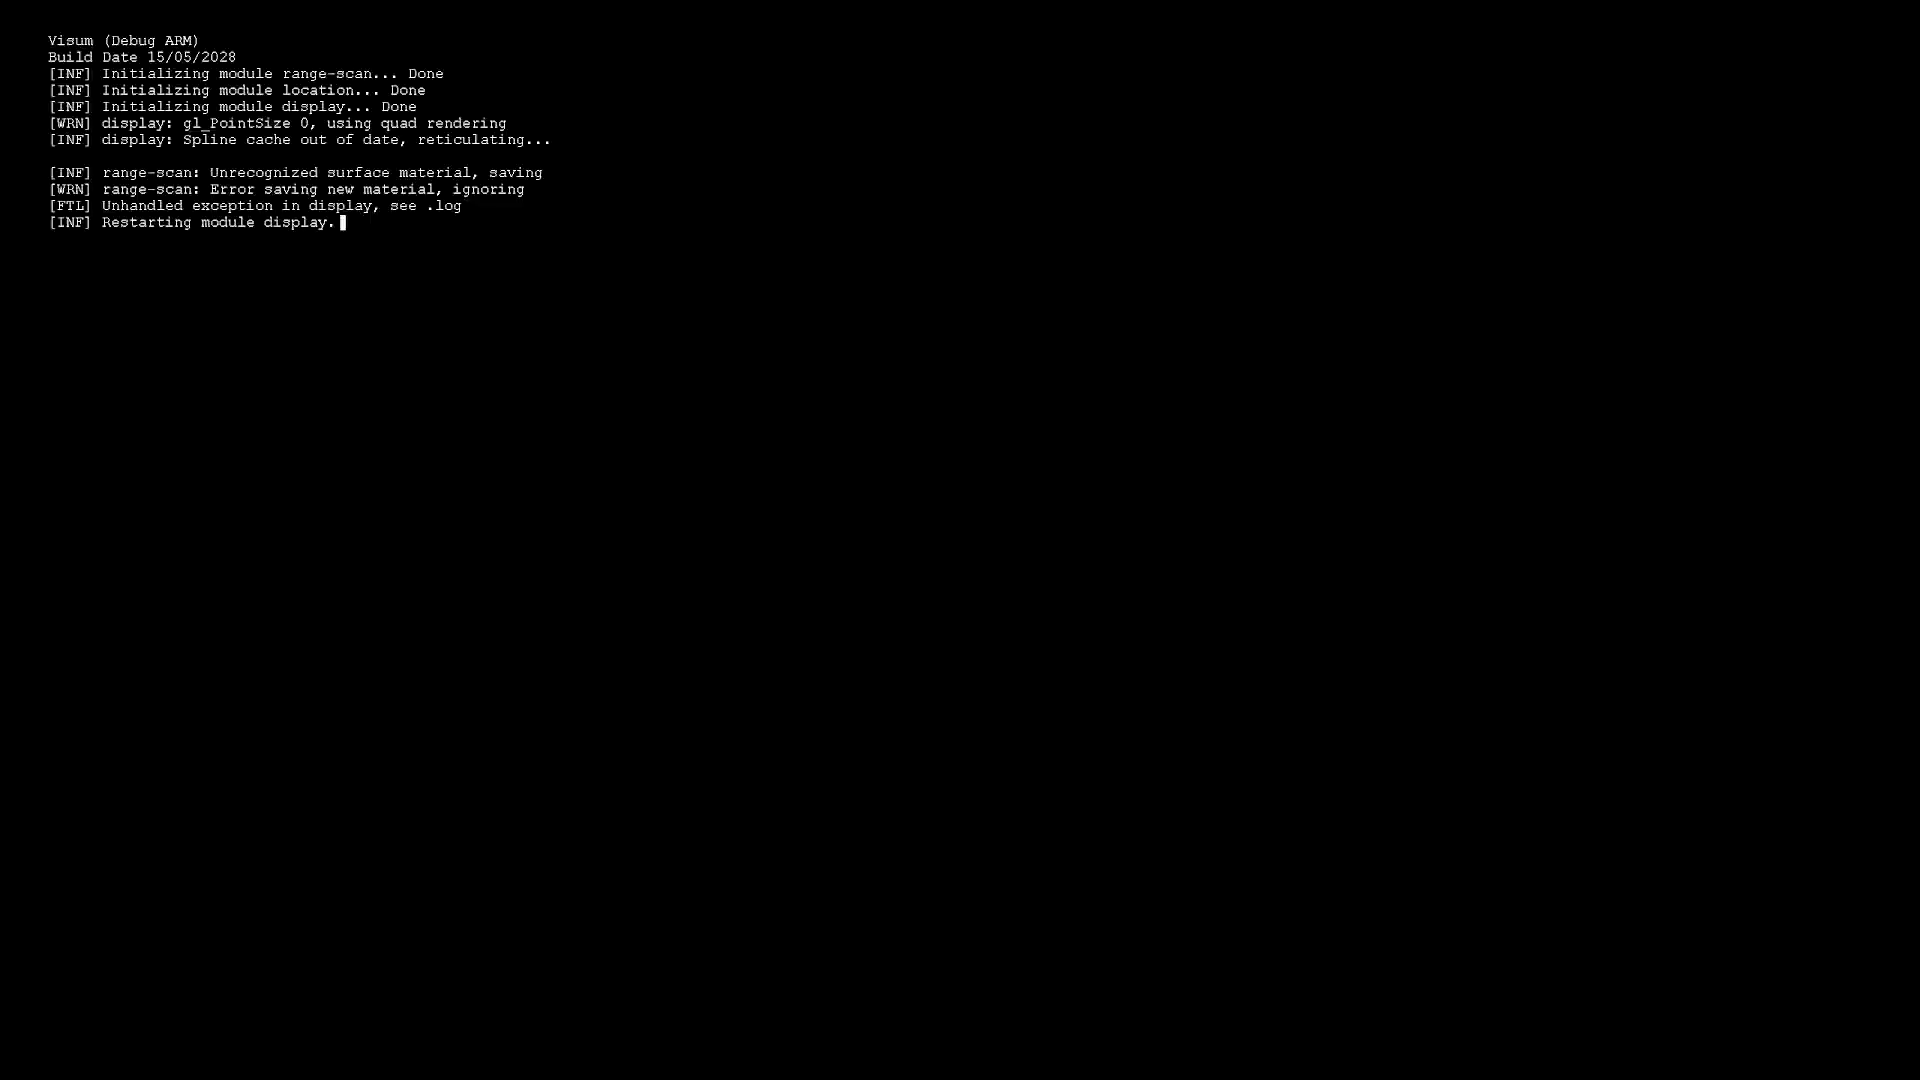 Visum (Debug ARM)
Build Date 15/05/2028
[INF] Initializing module range-scan... Done
[INF] Initializing module location... Done
[INF] Initializing module display... Done
[WRN] display: gl_PointSize 0, using quad rendering
[INF] display: Spline cache out of date, reticulating...
[INF] range-scan: Unrecognized surface material, saving
[WRN] range-scan: Error saving new material, ignoring
[FTL] Unhandled exception in display, see .log
[INF] Restarting module display.